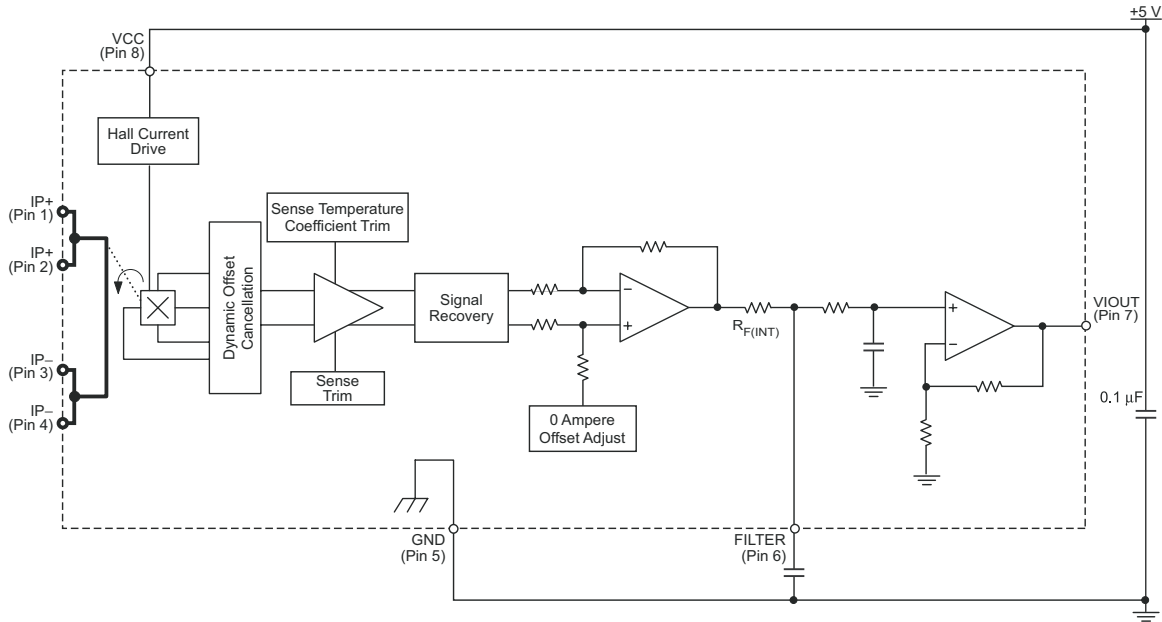 +5 V
VCC
(Pin 8)
Hall Current
Drive
IP+
(Pin 1)
IP+
(Pin 2)
IP−
(Pin 3)
IP−
(Pin 4)
Dynamic Offset
Cancellation
Sense Temperature
Coefficient Trim
Sense
Trim
Signal
Recovery
0 Ampere
Offset Adjust
−
+
RF(INT)
+
−
VIOUT
(Pin 7)
0.1 μF
GND
(Pin 5)
FILTER
(Pin 6)